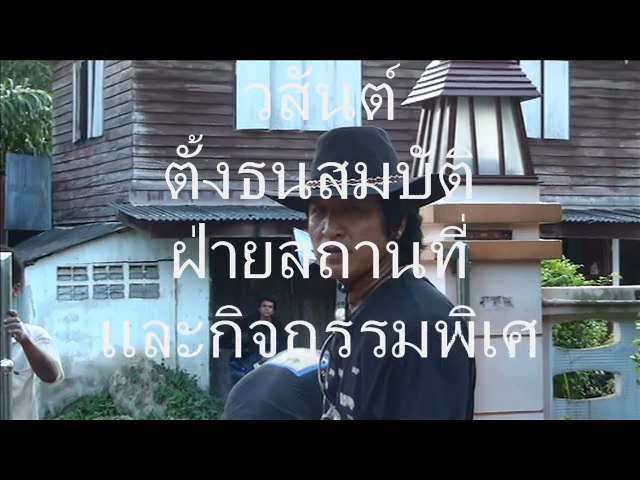 วสันต์
ตั้งธนสมบัติ
ฝ่ายสถานที่
และกิจกรรมพิเศ